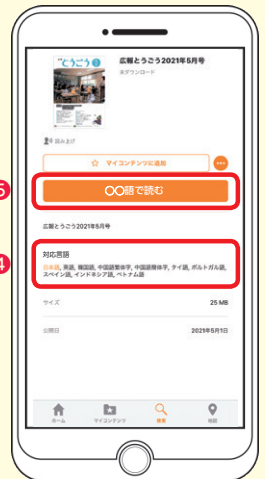 とうごう
広報とうごう2021年5月号
未ダウンロード
読み上げ
☆ マイコンテンツに追加
5
〇〇語で読む
広報とうごう2021年5月号
4
対応言語
日本語, 英語, 韓国語, 中国語繁体字, 中国語簡体字, タイ語, ポルトガル語,
スペイン語, インドネシア語, ベトナム語
サイズ 25 MB
公開日 2021年5月1日
ホーム マイコンテンツ 検索 地図